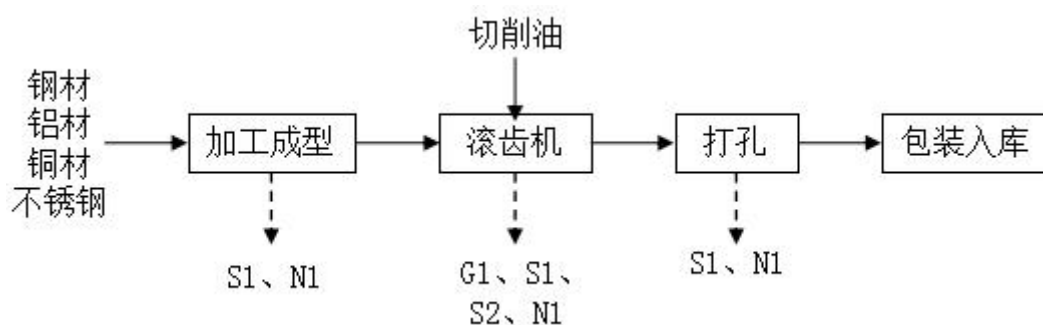 切削油
钢材
铝材
铜材
不锈钢
加工成型
滚齿机
打孔
包装入库
S1、N1
G1、S1、
S2、N1
S1、N1